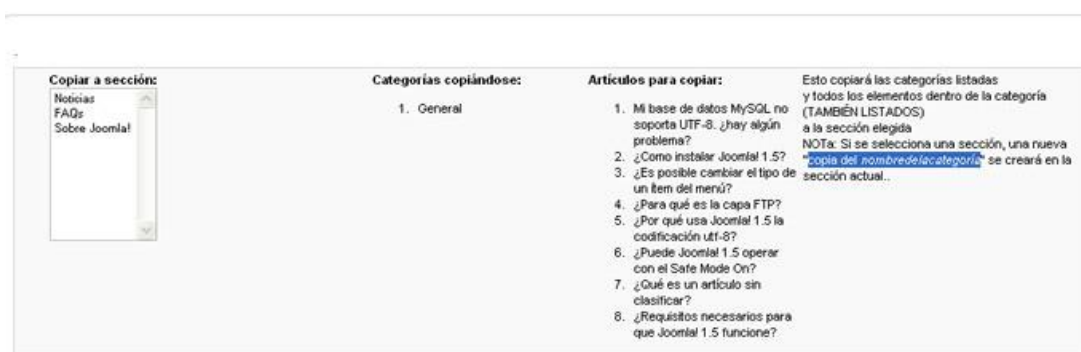 Copiar a sección:
Noticias
FAQs
Sobre Joomla!
Categorías copiándose:
1. General
Artículos para copiar:
1. Mi base de datos MySQL no
soporta UTF-8. ¿hay algún
problema?
2. ¿Como instalar Joomla! 1.5?
3. ¿Es posible cambiar el tipo de
un ítem del menú?
4. ¿Para qué es la capa FTP?
5. ¿Por qué usa Joomla! 1.5 la
codificación utf-8?
6. ¿Puede Joomla! 1.5 operar
con el Safe Mode On?
7. ¿Qué es un artículo sin
clasificar?
8. ¿Requisitos necesarios para
que Joomla! 1.5 funcione?
Esto copiará las categorías listadas
y todos los elementos dentro de la categoría
(TAMBIÉN LISTADOS)
a la sección elegida
NOTa: Si se selecciona una sección, una nueva
"copia del nombredelacategoría" se creará en la
sección actual..